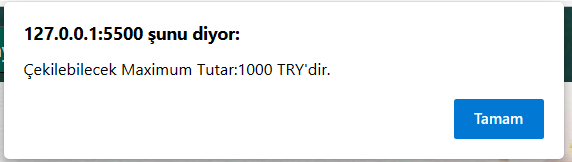 127.0.0.1:5500 şunu diyor:
Çekilebilecek Maximum Tutar:1000 TRY'dir.
Tamam